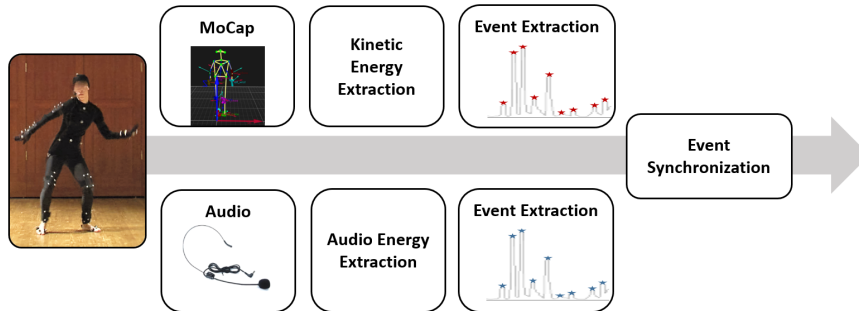 MoCap
Kinetic
Energy
Extraction
Event Extraction
Event
Synchronization
Audio
Audio Energy
Extraction
Event Extraction